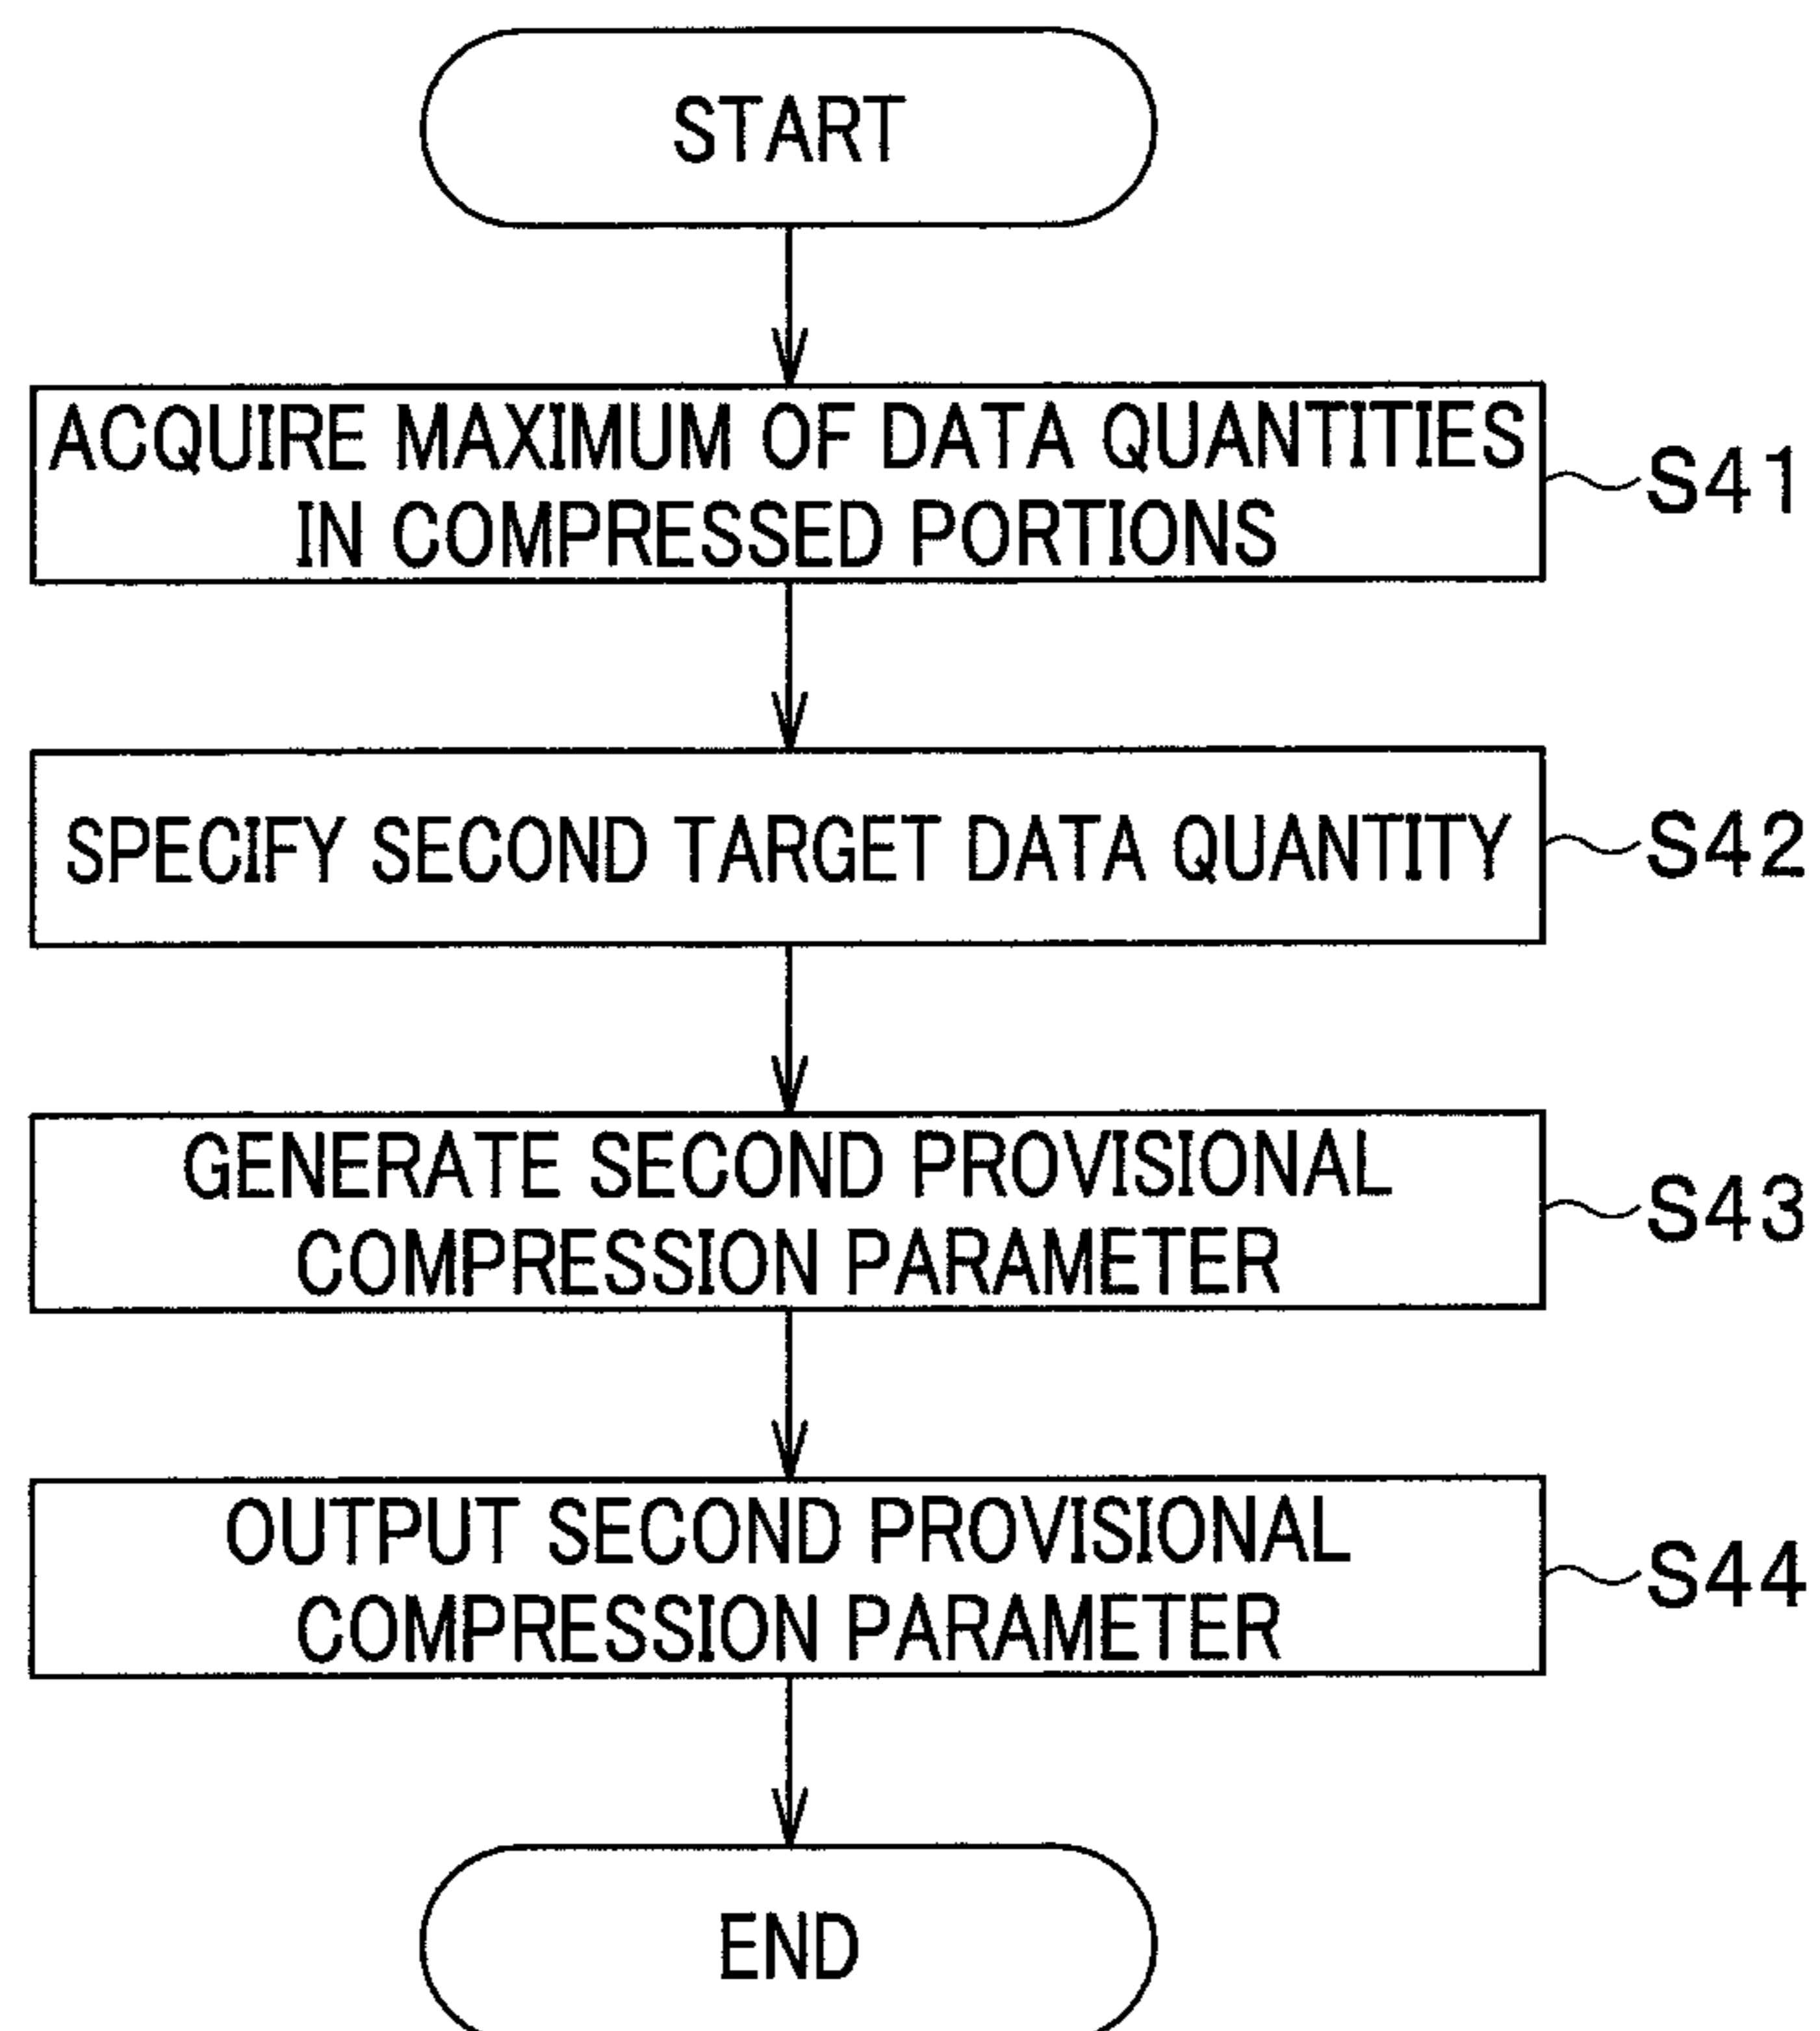 START
ACQUIRE MAXIMUM OF DATA QUANTITIES
IN COMPRESSED PORTIONS
S41
SPECIFY SECOND TARGET DATA QUANTITY
S42
GENERATE SECOND PROVISIONAL
COMPRESSION PARAMETER
S43
OUTPUT SECOND PROVISIONAL
COMPRESSION PARAMETER
S44
END